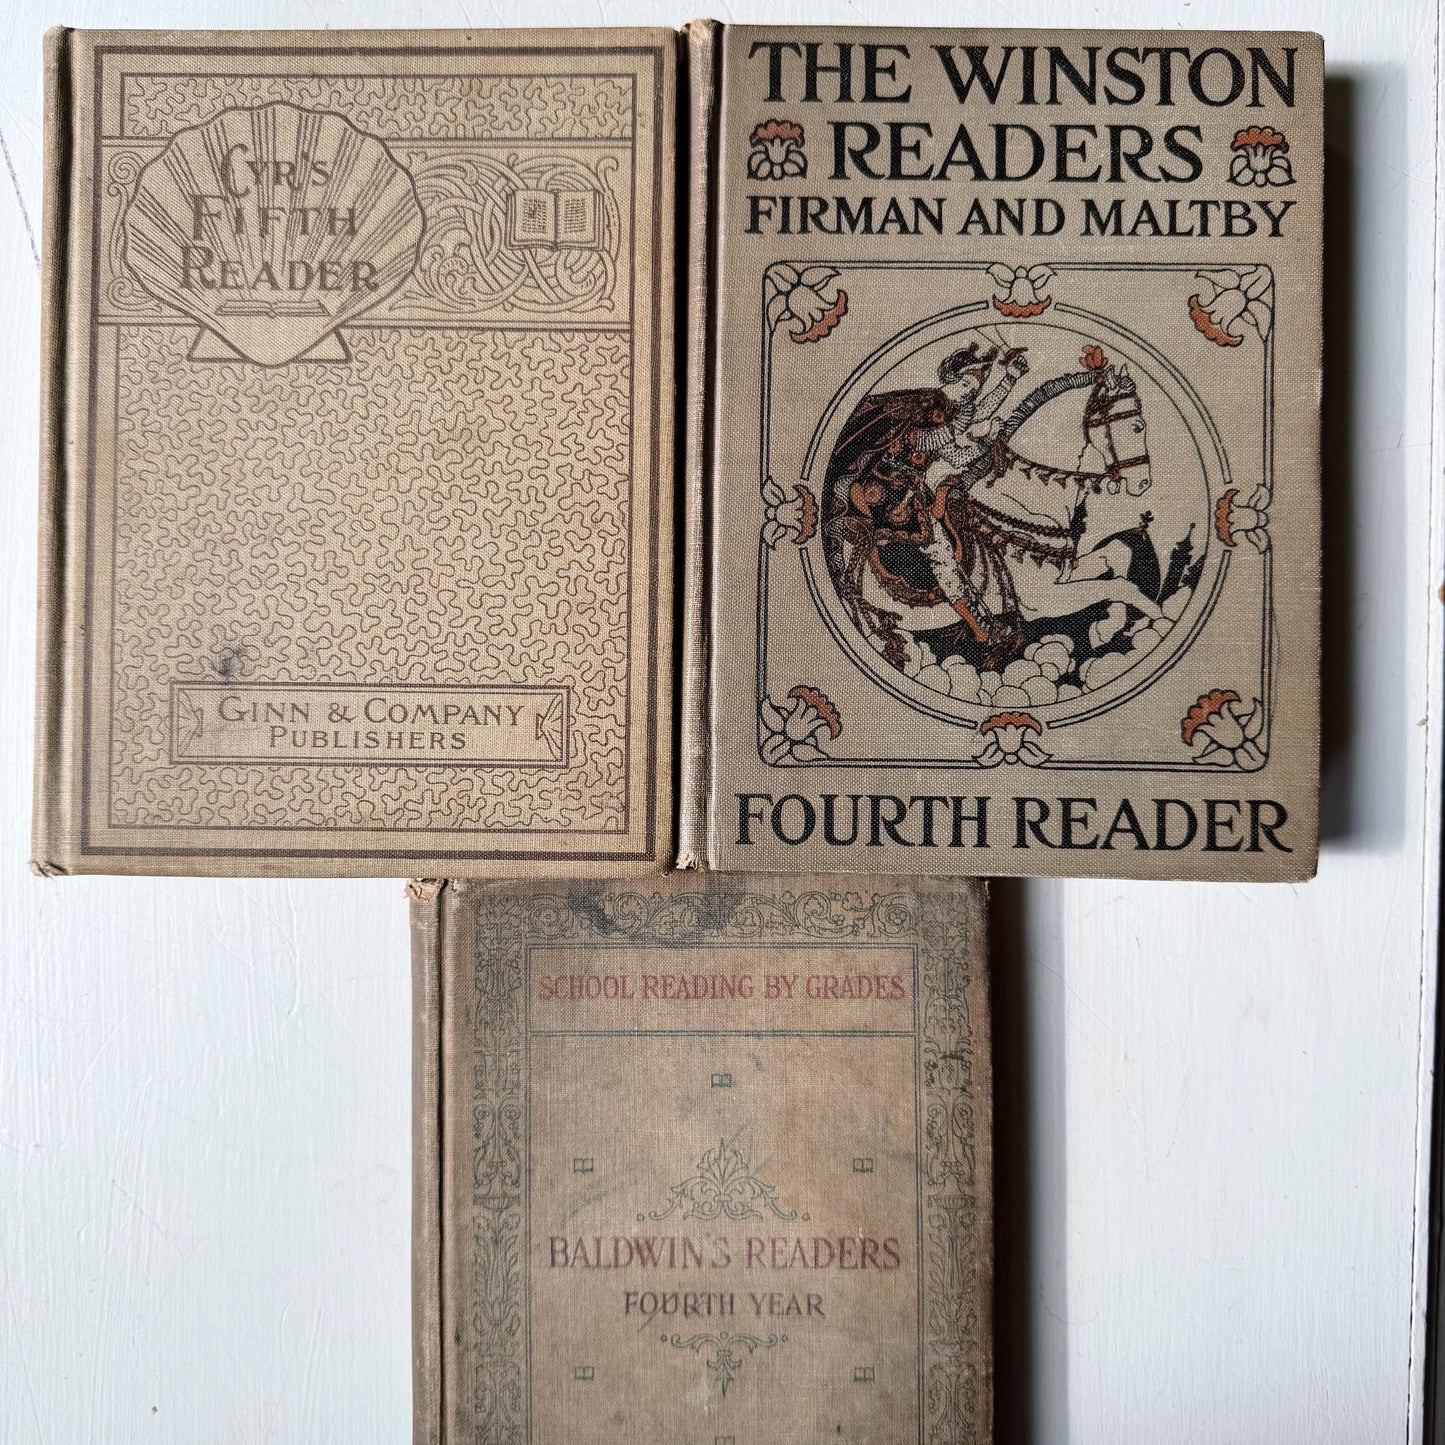 CYR'S
FIFTH
READER
GINN & COMPANY
PUBLISHERS
THE WINSTON
READERS
FIRMAN AND MALTBY
FOURTH READER
SCHOOL READING BY GRADES
BALDWIN'S READERS
FOURTH YEAR